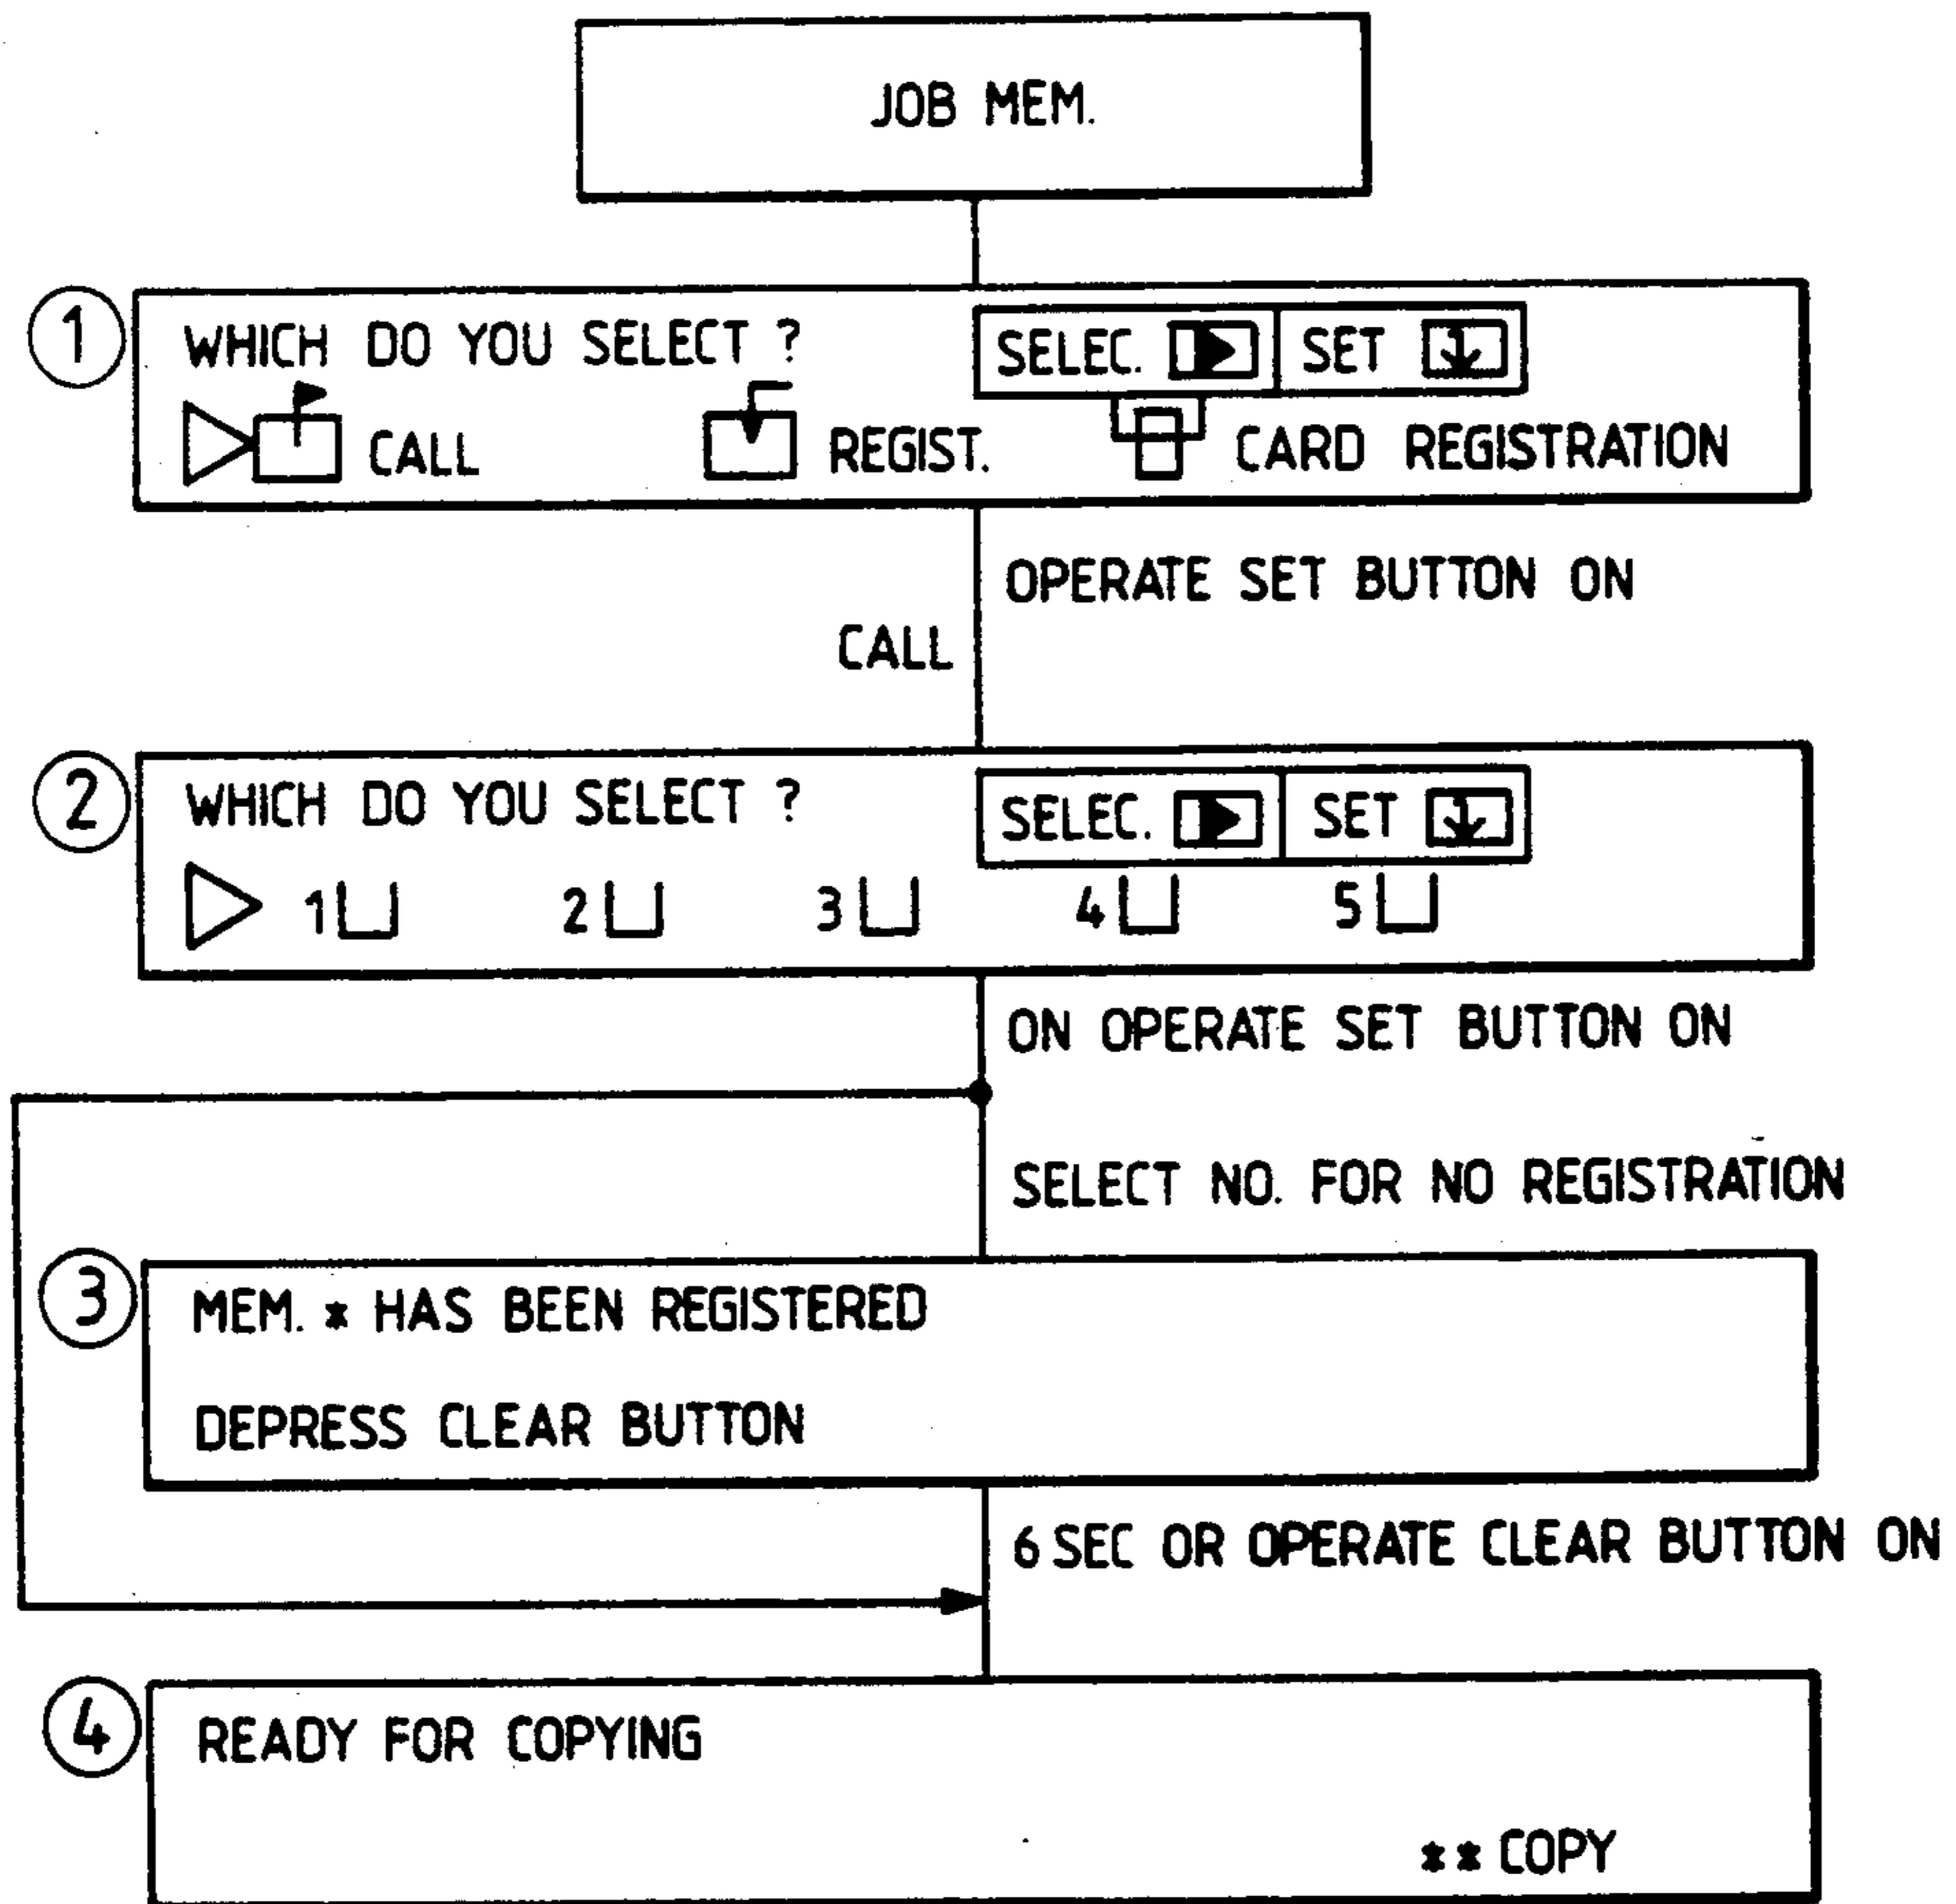 JOB MEM.
1 WHICH DO YOU SELECT ? SELEC. SET
CALL REGIST. CARD REGISTRATION
OPERATE SET BUTTON ON
CALL
2 WHICH DO YOU SELECT ? SELEC. SET
1 2 3 4 5
ON OPERATE SET BUTTON ON
SELECT NO. FOR NO REGISTRATION
3 MEM. * HAS BEEN REGISTERED
DEPRESS CLEAR BUTTON
6 SEC OR OPERATE CLEAR BUTTON ON
4 READY FOR COPYING
** COPY